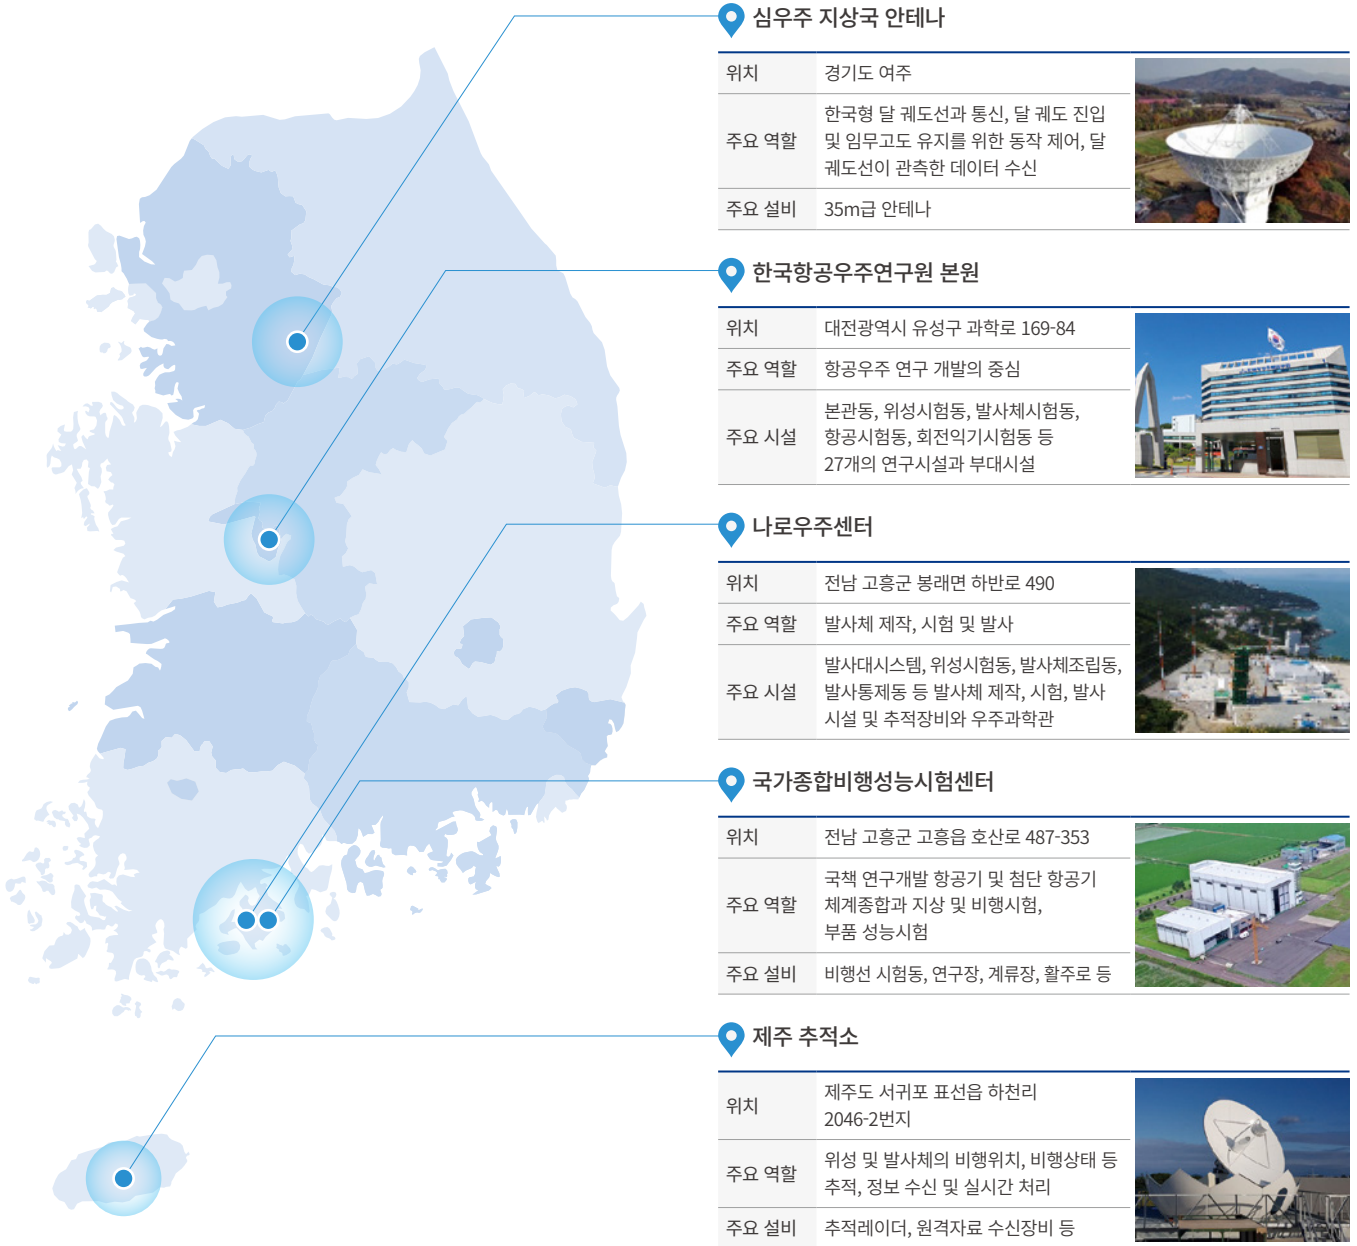 심우주 지상국 안테나
위치
경기도 여주
주요 역할
한국형 달 궤도선과 통신, 달 궤도 진입
및 임무고도 유지를 위한 동작 제어, 달
궤도선이 관측한 데이터 수신
주요 설비
35m급 안테나
한국항공우주연구원 본원
위치
대전광역시 유성구 과학로 169-84
주요 역할
항공우주 연구 개발의 중심
주요 시설
본관동, 위성시험동, 발사체시험동,
항공시험동, 회전익기시험동 등
27개의 연구시설과 부대시설
나로우주센터
위치
전남 고흥군 봉래면 하반로 490
주요 역할
발사체 제작, 시험 및 발사
주요 시설
발사대시스템, 위성시험동, 발사체조립동,
발사통제동 등 발사체 제작, 시험, 발사
시설 및 추적장비와 우주과학관
국가종합비행성능시험센터
위치
전남 고흥군 고흥읍 호산로 487-353
주요 역할
국책 연구개발 항공기 및 첨단 항공기
체계종합과 지상 및 비행시험,
부품 성능시험
주요 설비
비행선 시험동, 연구장, 계류장, 활주로 등
제주 추적소
위치
제주도 서귀포 표선읍 하천리
2046-2번지
주요 역할
위성 및 발사체의 비행위치, 비행상태 등
추적, 정보 수신 및 실시간 처리
주요 설비
추적레이더, 원격자료 수신장비 등